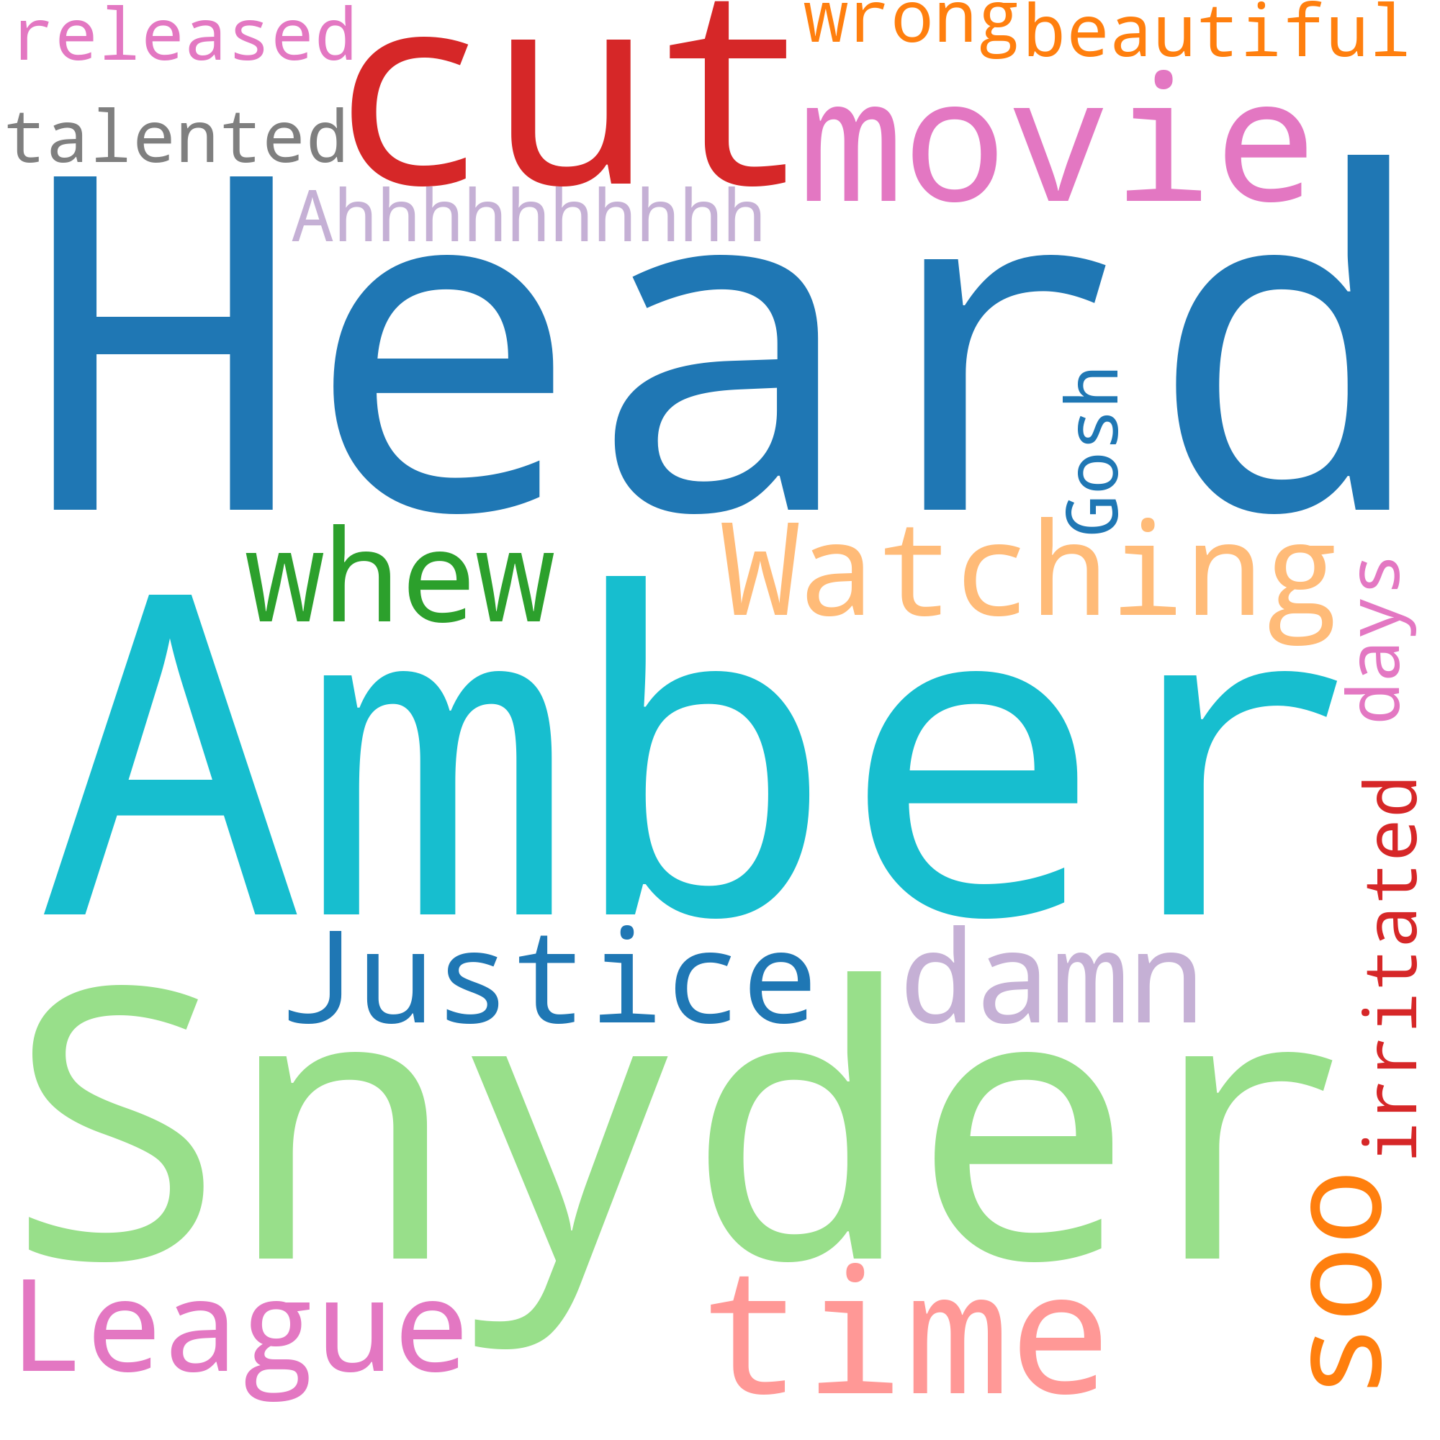 released
cut
wrong
beautiful
talented
movie
Ahhhhhhhhhh
Heard
Gosh
whew
Watching
days
Amber
irritated
Justice
damn
Snyder
soo
League
time